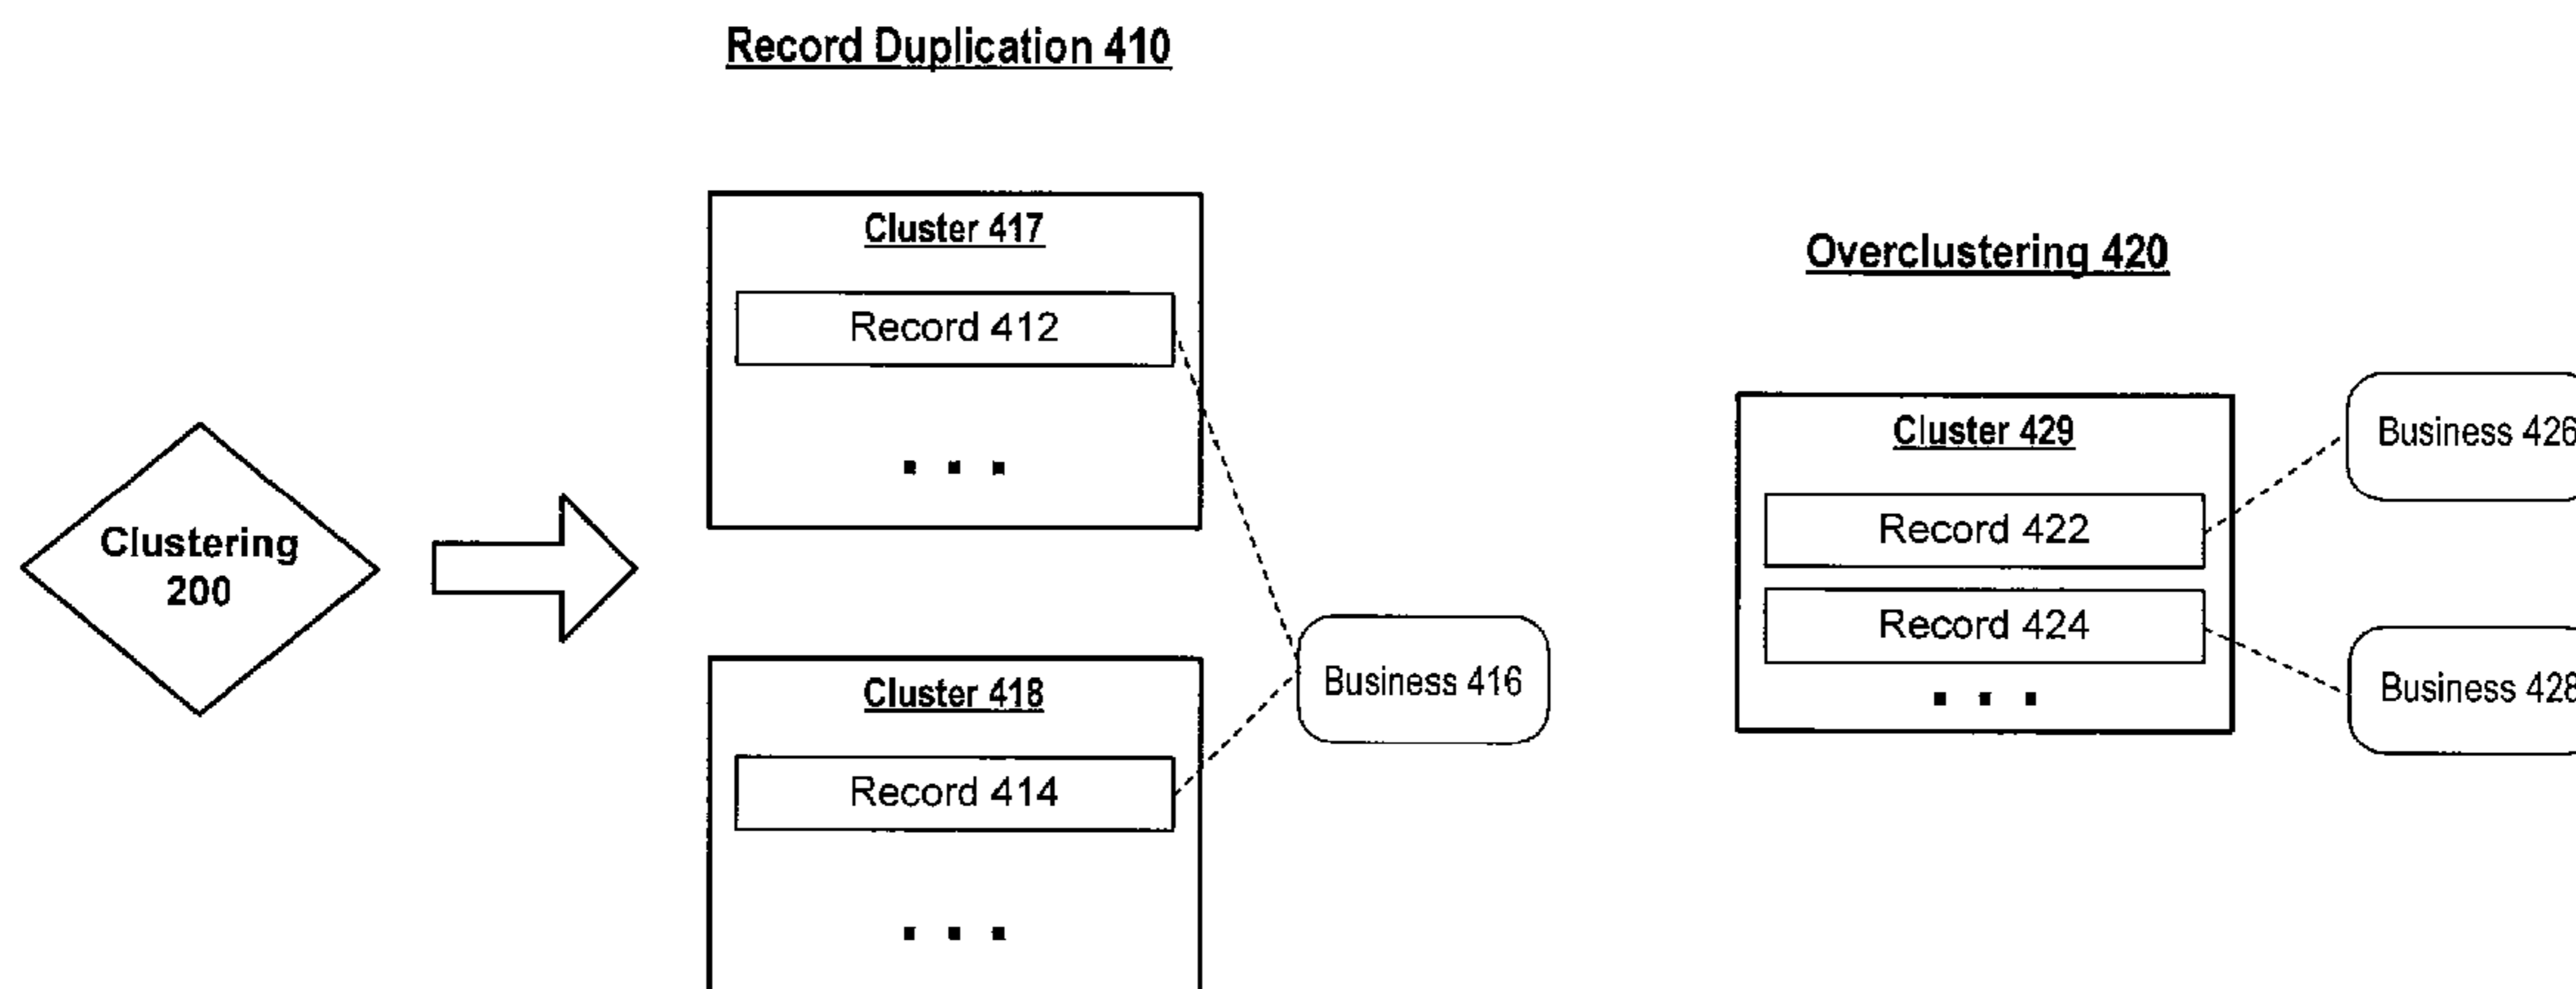 Record Duplication 410
Cluster 417
Record 412
. . .
Clustering
200
Cluster 418
Record 414
. . .
Business 416
Overclustering 420
Cluster 429
Record 422
Record 424
. . .
Business 426
Business 428